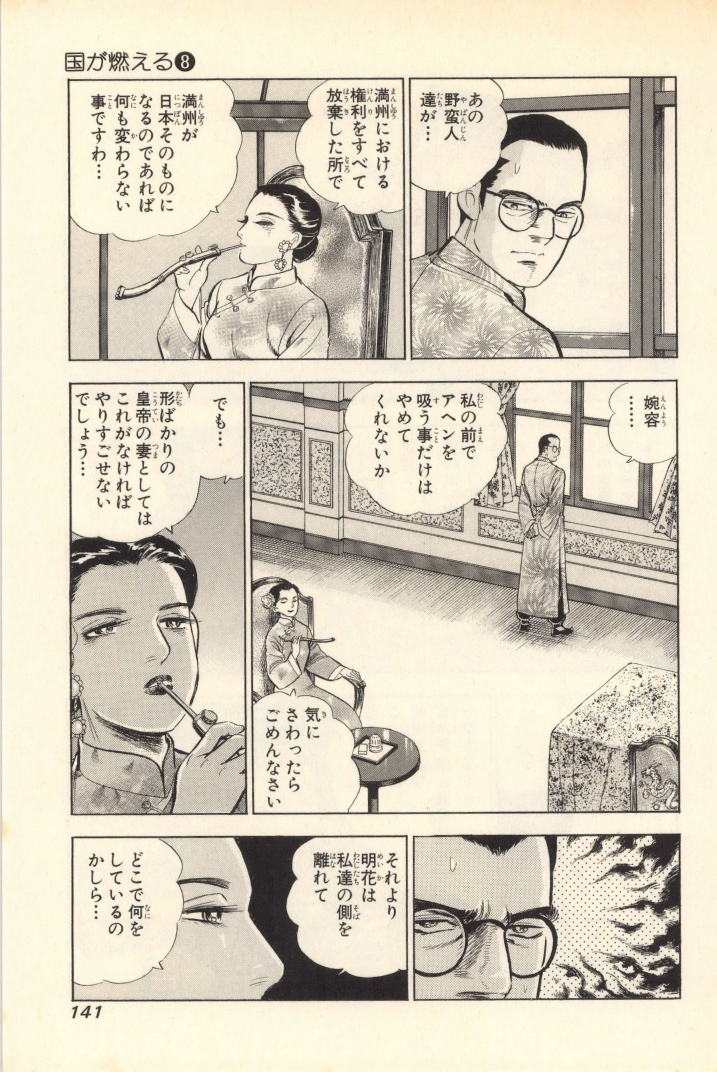 国が燃える❽
あの
野蛮人
達が…
満州における
権利をすべて
放棄した所で
満州が
日本そのものに
なるのであれば
何も変わらない
事ですわ…
婉容
……
私の前で
アヘンを
吸う事だけは
やめて
くれないか
気に
さわったら
ごめんなさい
でも…
形ばかりの
皇帝の妻としては
これがなければ
やりすごせない
でしょう…
それより
明花は
私達の側を
離れて
どこで何を
しているの
かしら…
141